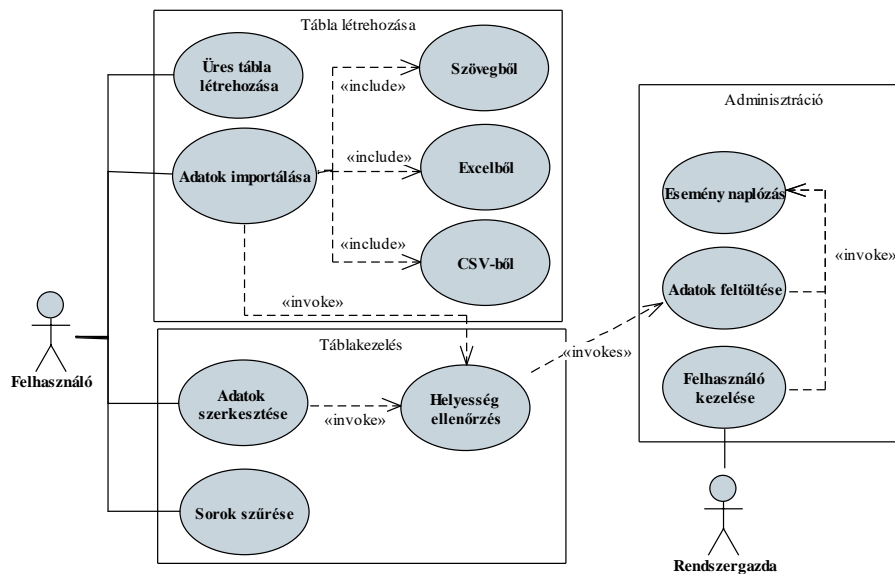 Tábla létrehozása
Üres tábla
létrehozása
Szövegből
«include»
Adatok importálása
«include»
Excelből
«include»
CSV-ből
«invoke»
Felhasználó
Táblakezelés
Adatok
szerkesztése
«invoke»
Helyesség
ellenőrzés
Sorok szűrése
«invokes»
Adminisztráció
Esemény naplózás
«invoke»
Adatok feltöltése
Felhasználó
kezelése
Rendszergazda